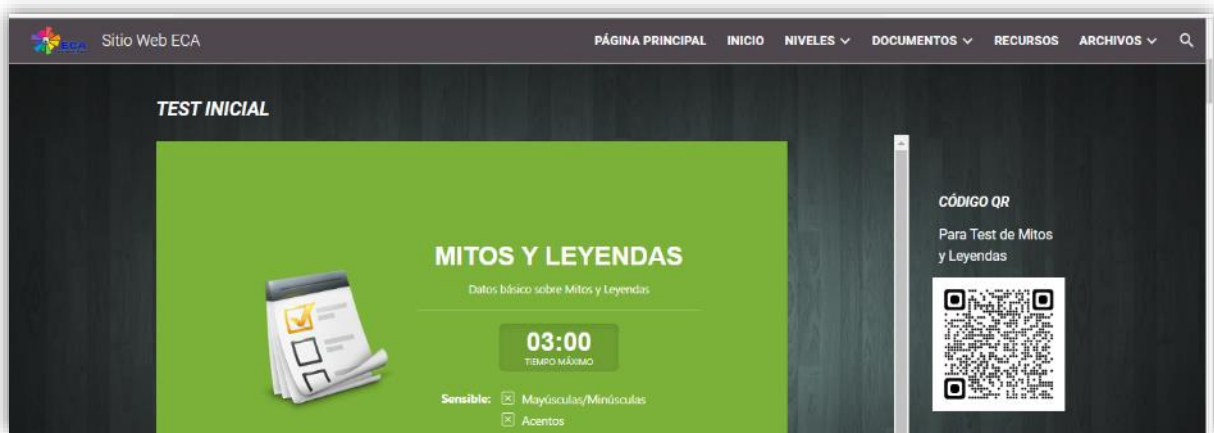 ECA Sitio Web ECA PÁGINA PRINCIPAL INICIO NIVELES DOCUMENTOS RECURSOS ARCHIVOS
TEST INICIAL
MITOS Y LEYENDAS
Datos básico sobre Mitos y Leyendas
03:00
TIEMPO MÁXIMO
Sensible: Mayúsculas/Minúsculas
Acentos
CÓDIGO QR
Para Test de Mitos
y Leyendas